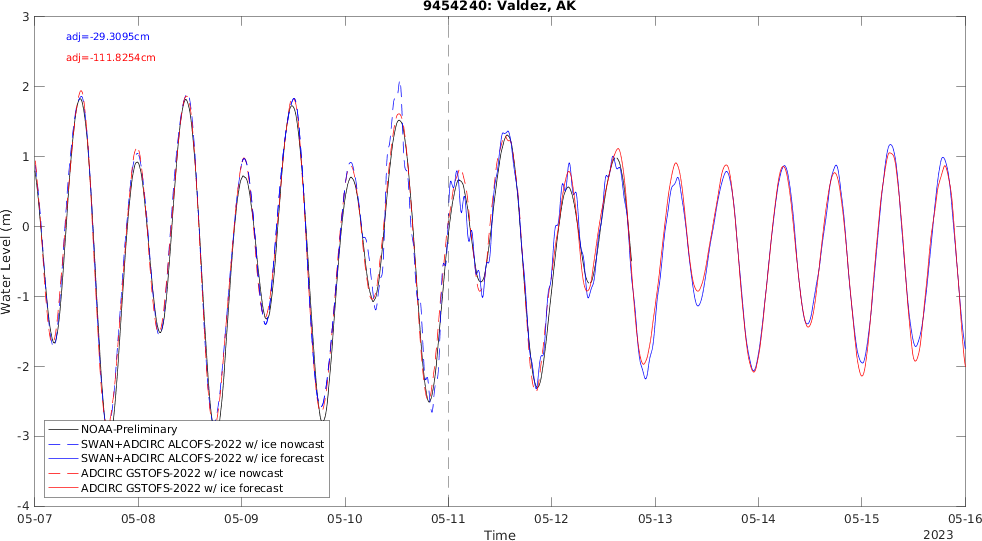 9454240: Valdez, AK
adj=-29.3095cm
adj=-111.8254cm
Water Level (m)
3
2
1
0
-1
-2
-3
-4
NOAA-Preliminary
SWAN+ADCIRC ALCOFS-2022 w/ ice nowcast
SWAN+ADCIRC ALCOFS-2022 w/ ice forecast
ADCIRC GSTOFS-2022 w/ ice nowcast
ADCIRC GSTOFS-2022 w/ ice forecast
05-07 05-08 05-09 05-10 05-11 05-12 05-13 05-14 05-15 05-16
Time
2023